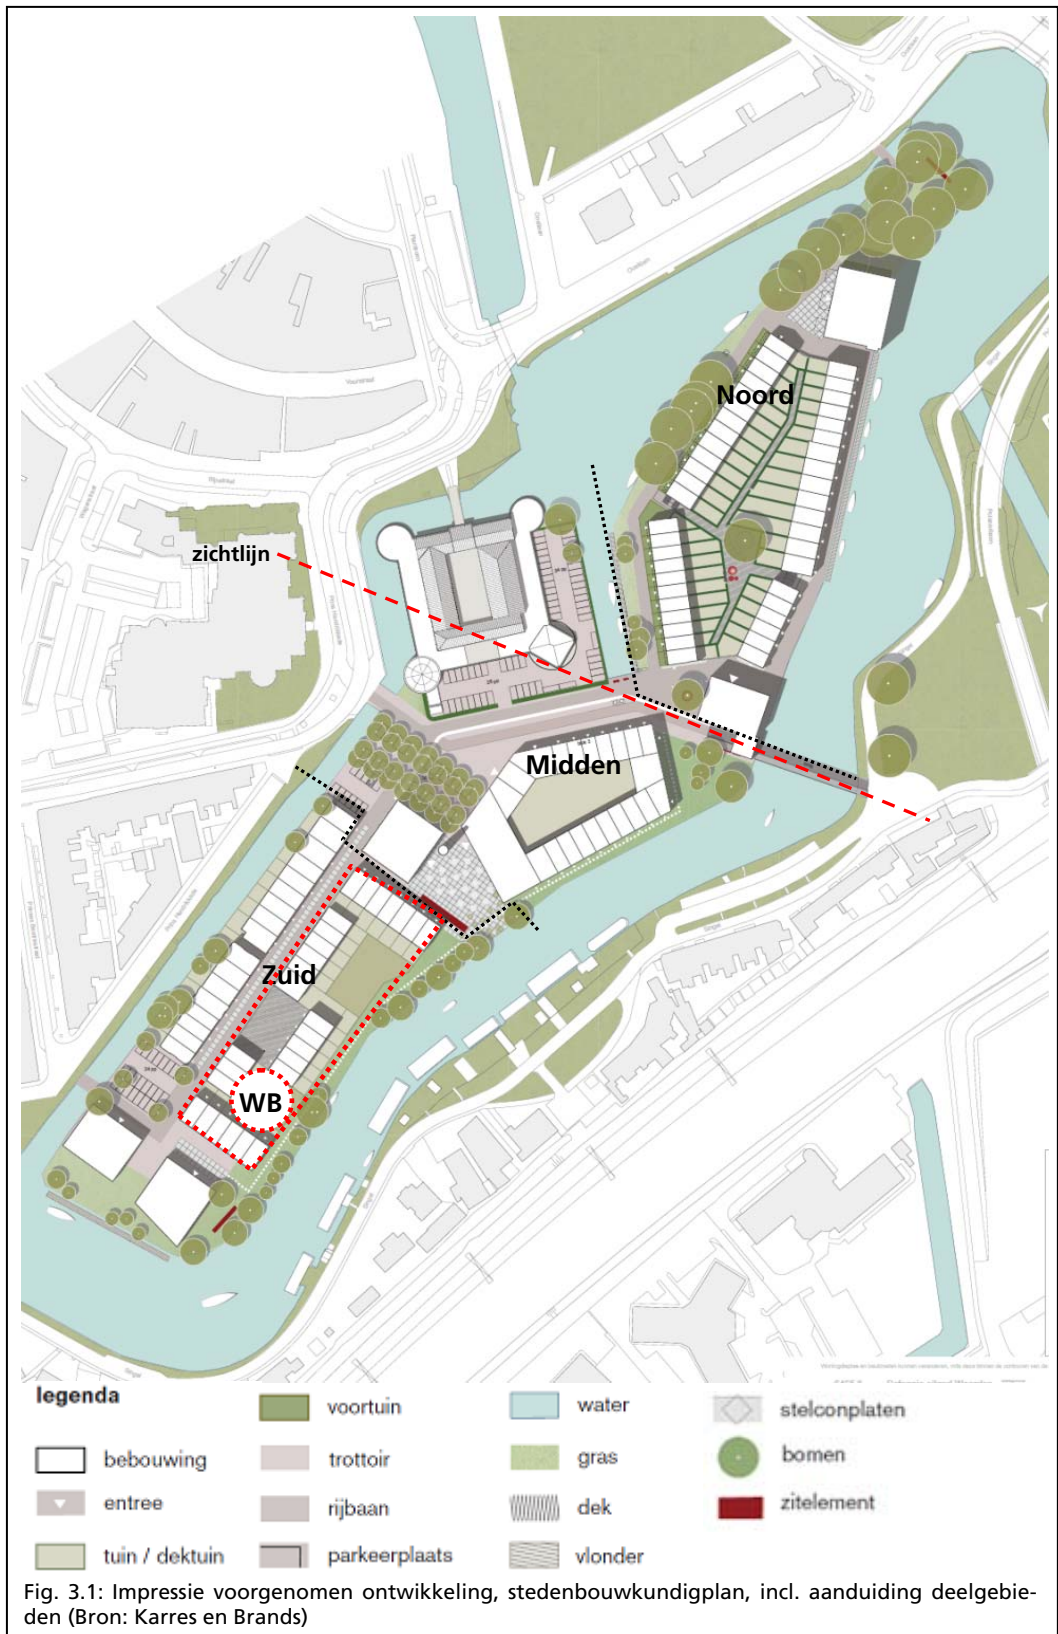 Noord
zichtlijn
Midden
Zuid
WB
Singel
legenda
voortuin
water
stelconplaten
bebouwing
trottoir
gras
bomen
entree
rijbaan
dek
zitelement
tuin / dektuin
parkeerplaats
vlonder
Fig. 3.1: Impressie voorgenomen ontwikkeling, stedenbouwkundigplan, incl. aanduiding deelgebie-
den (Bron: Karres en Brands)